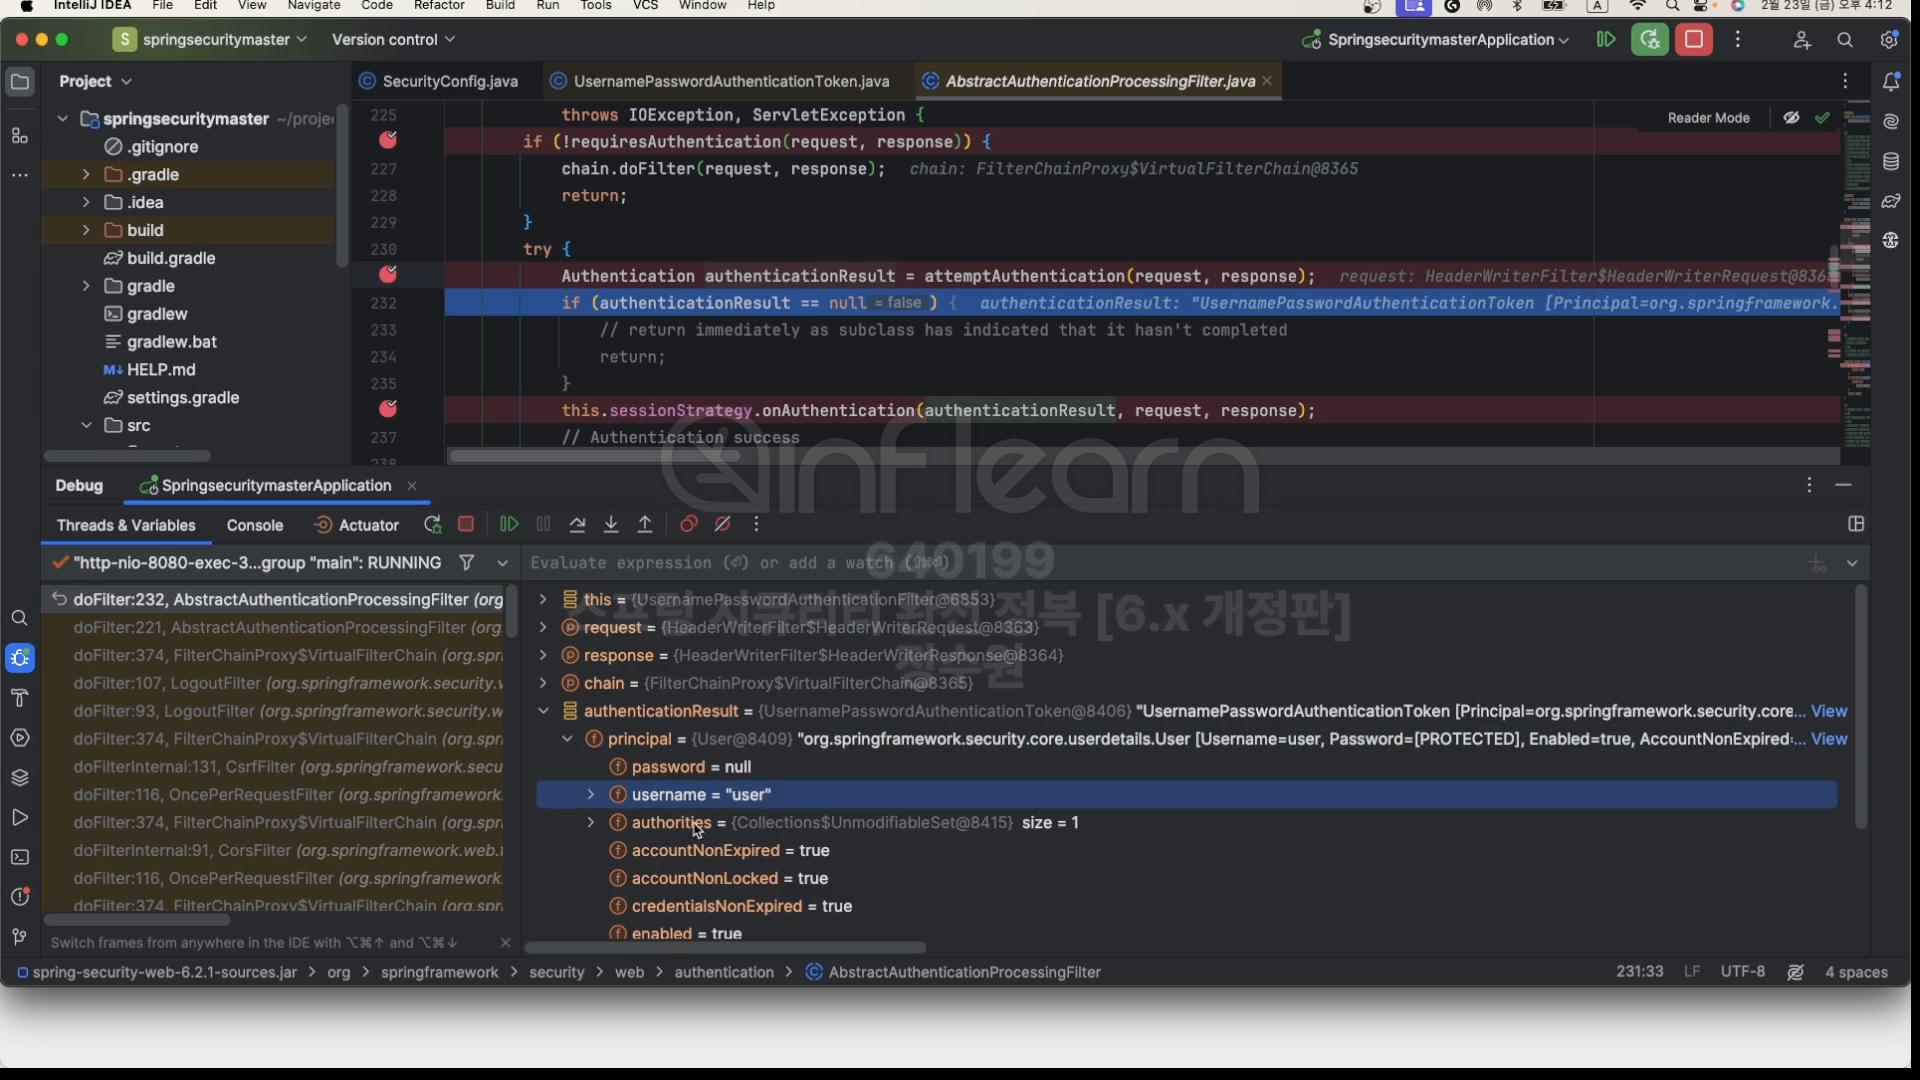 IntelliJ IDEA File Edit View Navigate Code Refactor Build Run Tools VCS Window Help A 2월 23일 (금) 오후 4:12
S springsecuritymaster Version control SpringsecuritymasterApplication
Project SecurityConfig.java UsernamePasswordAuthenticationToken.java AbstractAuthenticationProcessingFilter.java
Reader Mode
springsecuritymaster ~/proje
.gitignore
.gradle
.idea
build
build.gradle
gradle
gradlew
gradlew.bat
M↓ HELP.md
settings.gradle
src
225 throws IOException, ServletException {
if (!requiresAuthentication(request, response)) {
227 chain.doFilter(request, response); chain: FilterChainProxy$VirtualFilterChain@8365
228 return;
229 }
230 try {
Authentication authenticationResult = attemptAuthentication(request, response); request: HeaderWriterFilter$HeaderWriterRequest@836
232 if (authenticationResult == null = false ) { authenticationResult: "UsernamePasswordAuthenticationToken [Principal=org.springframework.
233 // return immediately as subclass has indicated that it hasn't completed
234 return;
235 }
this.sessionStrategy.onAuthentication(authenticationResult, request, response);
237 // Authentication success
238
inflearn
Debug SpringsecuritymasterApplication
Threads & Variables Console Actuator
"http-nio-8080-exec-3...group "main": RUNNING
Evaluate expression (⏎) or add a watch (⇧⌘⏎)
640199
스프링 시큐리티 완전 정복 [6.x 개정판]
정수원
doFilter:232, AbstractAuthenticationProcessingFilter (org
doFilter:221, AbstractAuthenticationProcessingFilter (org.
doFilter:374, FilterChainProxy$VirtualFilterChain (org.spri
doFilter:107, LogoutFilter (org.springframework.security.v
doFilter:93, LogoutFilter (org.springframework.security.w
doFilter:374, FilterChainProxy$VirtualFilterChain (org.spri
doFilterInternal:131, CsrfFilter (org.springframework.secu
doFilter:116, OncePerRequestFilter (org.springframework.
doFilter:374, FilterChainProxy$VirtualFilterChain (org.spri
doFilterInternal:91, CorsFilter (org.springframework.web.f
doFilter:116, OncePerRequestFilter (org.springframework.
doFilter:374, FilterChainProxy$VirtualFilterChain (org.spri
Switch frames from anywhere in the IDE with ⌥⌘↑ and ⌥⌘↓
this = {UsernamePasswordAuthenticationFilter@6853}
request = {HeaderWriterFilter$HeaderWriterRequest@8363}
response = {HeaderWriterFilter$HeaderWriterResponse@8364}
chain = {FilterChainProxy$VirtualFilterChain@8365}
authenticationResult = {UsernamePasswordAuthenticationToken@8406} "UsernamePasswordAuthenticationToken [Principal=org.springframework.security.core... View
principal = {User@8409} "org.springframework.security.core.userdetails.User [Username=user, Password=[PROTECTED], Enabled=true, AccountNonExpired=... View
password = null
username = "user"
authorities = {Collections$UnmodifiableSet@8415} size = 1
accountNonExpired = true
accountNonLocked = true
credentialsNonExpired = true
enabled = true
spring-security-web-6.2.1-sources.jar > org > springframework > security > web > authentication > AbstractAuthenticationProcessingFilter 231:33 LF UTF-8 4 spaces